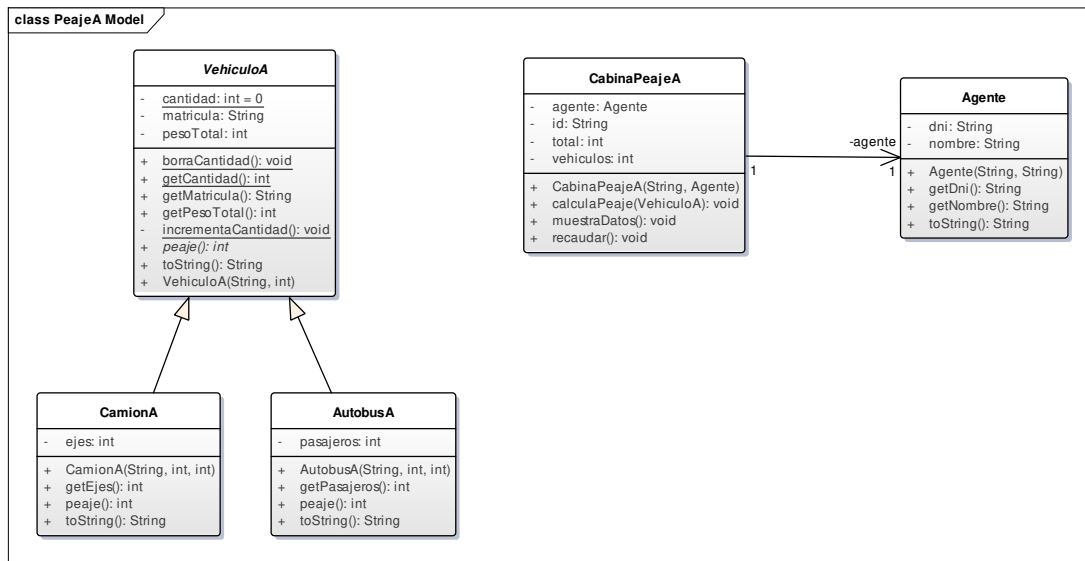 class PeajeA Model
VehiculoA
- cantidad: int = 0
- matricula: String
- pesoTotal: int
+ borraCantidad(): void
+ getCantidad(): int
+ getMatricula(): String
+ getPesoTotal(): int
- incrementaCantidad(): void
+ peaje(): int
+ toString(): String
+ VehiculoA(String, int)
CabinaPeajeA
- agente: Agente
- id: String
- total: int
- vehiculos: int
+ CabinaPeajeA(String, Agente)
+ calculaPeaje(VehiculoA): void
+ muestraDatos(): void
+ recaudar(): void
-agente
1
1
Agente
- dni: String
- nombre: String
+ Agente(String, String)
+ getDni(): String
+ getNombre(): String
+ toString(): String
CamionA
- ejes: int
+ CamionA(String, int, int)
+ getEjes(): int
+ peaje(): int
+ toString(): String
AutobusA
- pasajeros: int
+ AutobusA(String, int, int)
+ getPasajeros(): int
+ peaje(): int
+ toString(): String